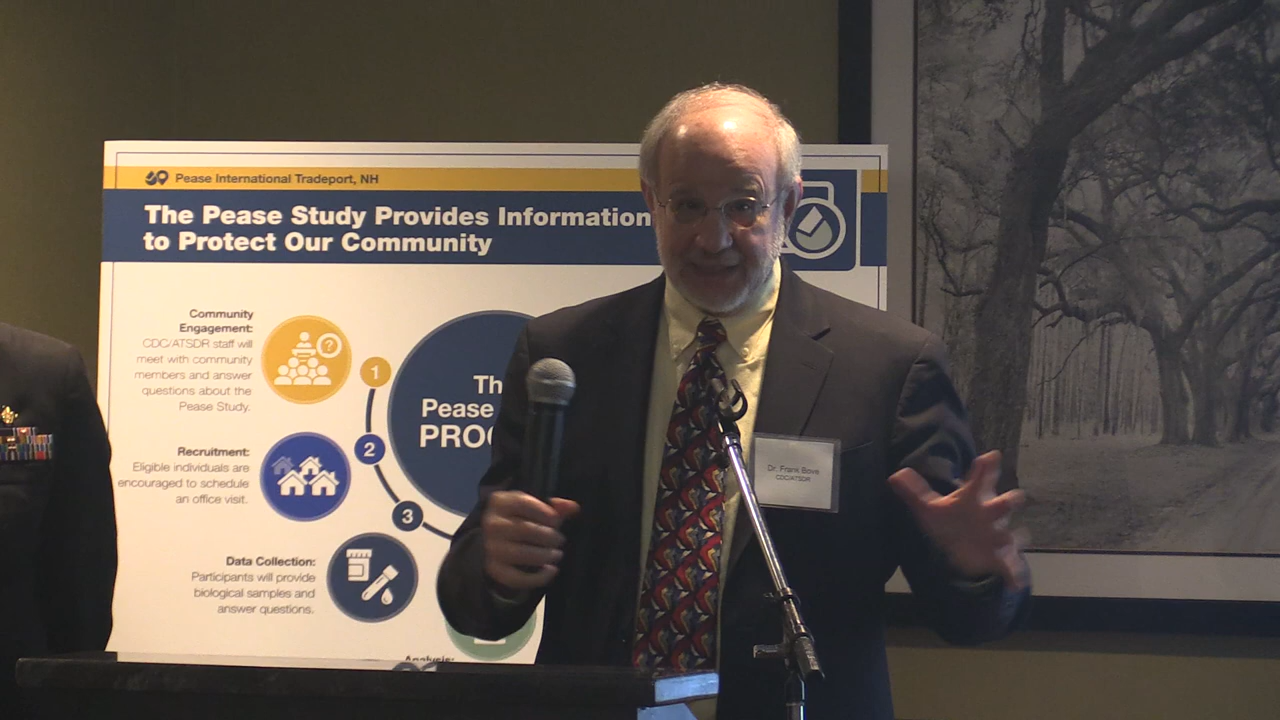 Pease International Tradeport, NH
The Pease Study Provides Information
to Protect Our Community
Community
Engagement:
CDC/ATSDR staff will
meet with community
members and answer
questions about the
Pease Study.
1
Th
Pease
PRO
Recruitment:
Eligible individuals are
encouraged to schedule
an office visit.
2
3
Data Collection:
Participants will provide
biological samples and
answer questions.
Analysis:
Dr. Frank Bove
CDC/ATSDR